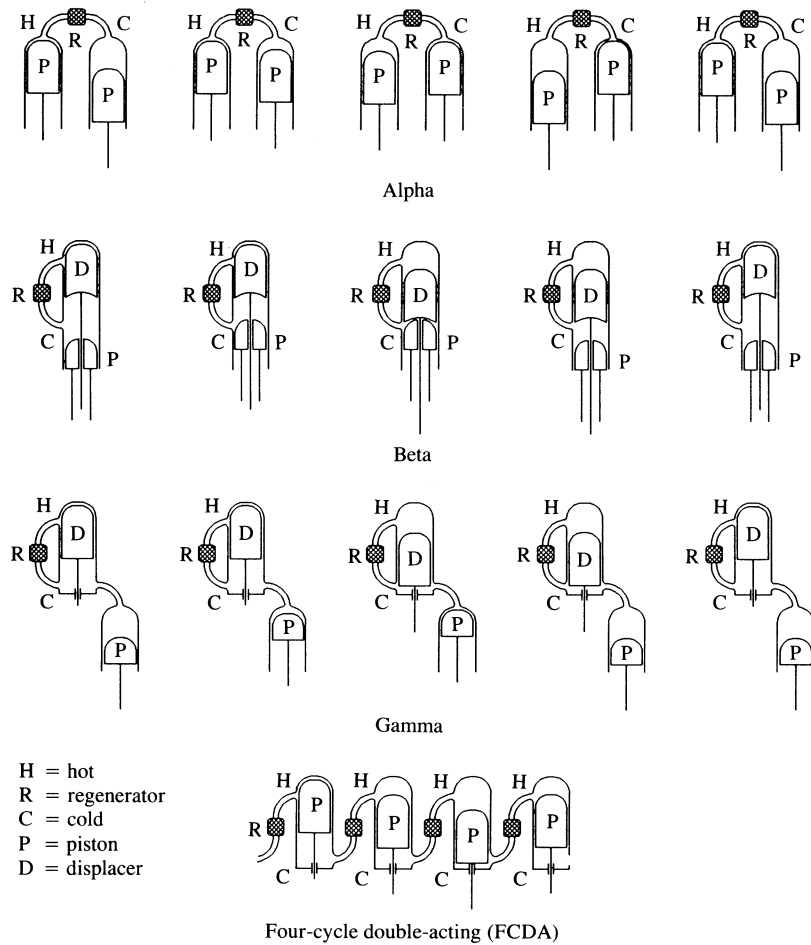 H C H C H C H C H C
R R R R R
P P P P P P P P P P
Alpha
H H H H H
R D R D R D R D R D
C P C P C P C P C P
Beta
H H H H H
R D R D R D R D R D
C C C C C
P P P P P
Gamma
H = hot
R = regenerator
C = cold
P = piston
D = displacer
H H H H
R P P P P
C C C C
Four-cycle double-acting (FCDA)